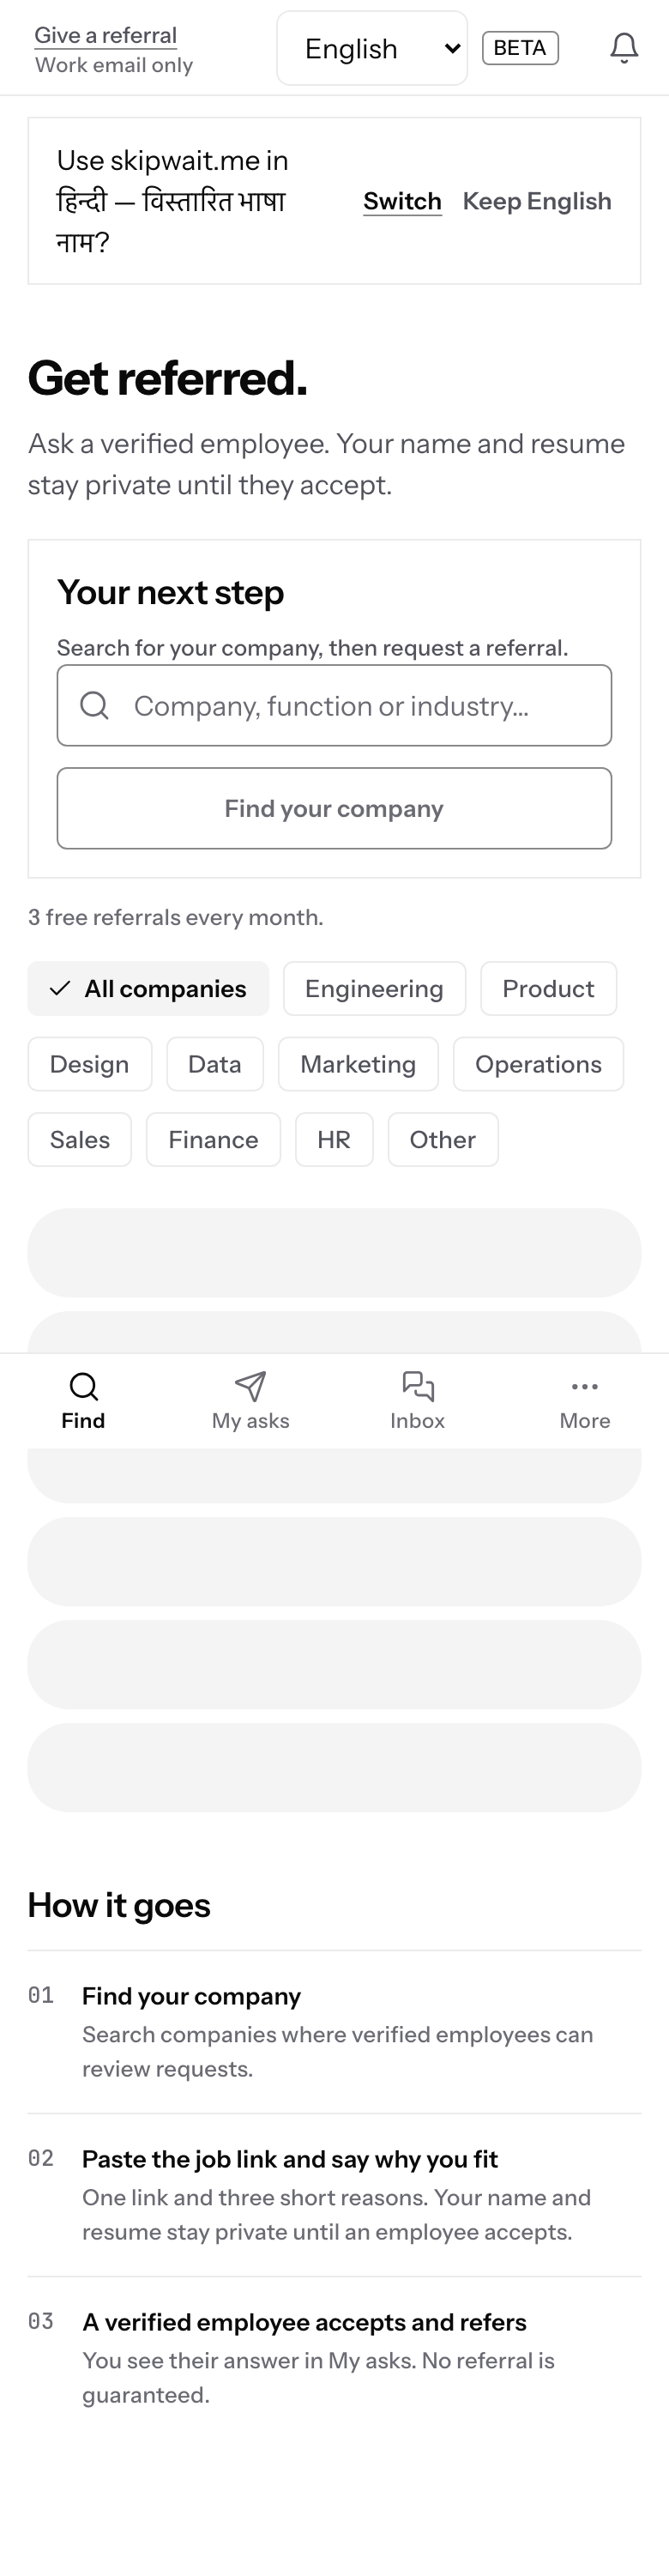 Give a referral
Work email only
English
BETA
Use skipwait.me in
हिन्दी — विस्तारित भाषा
नाम?
Switch
Keep English
Get referred.
Ask a verified employee. Your name and resume
stay private until they accept.
Your next step
Search for your company, then request a referral.
Company, function or industry...
Find your company
3 free referrals every month.
All companies
Engineering
Product
Design
Data
Marketing
Operations
Sales
Finance
HR
Other
Find
My asks
Inbox
More
How it goes
01
Find your company
Search companies where verified employees can
review requests.
02
Paste the job link and say why you fit
One link and three short reasons. Your name and
resume stay private until an employee accepts.
03
A verified employee accepts and refers
You see their answer in My asks. No referral is
guaranteed.